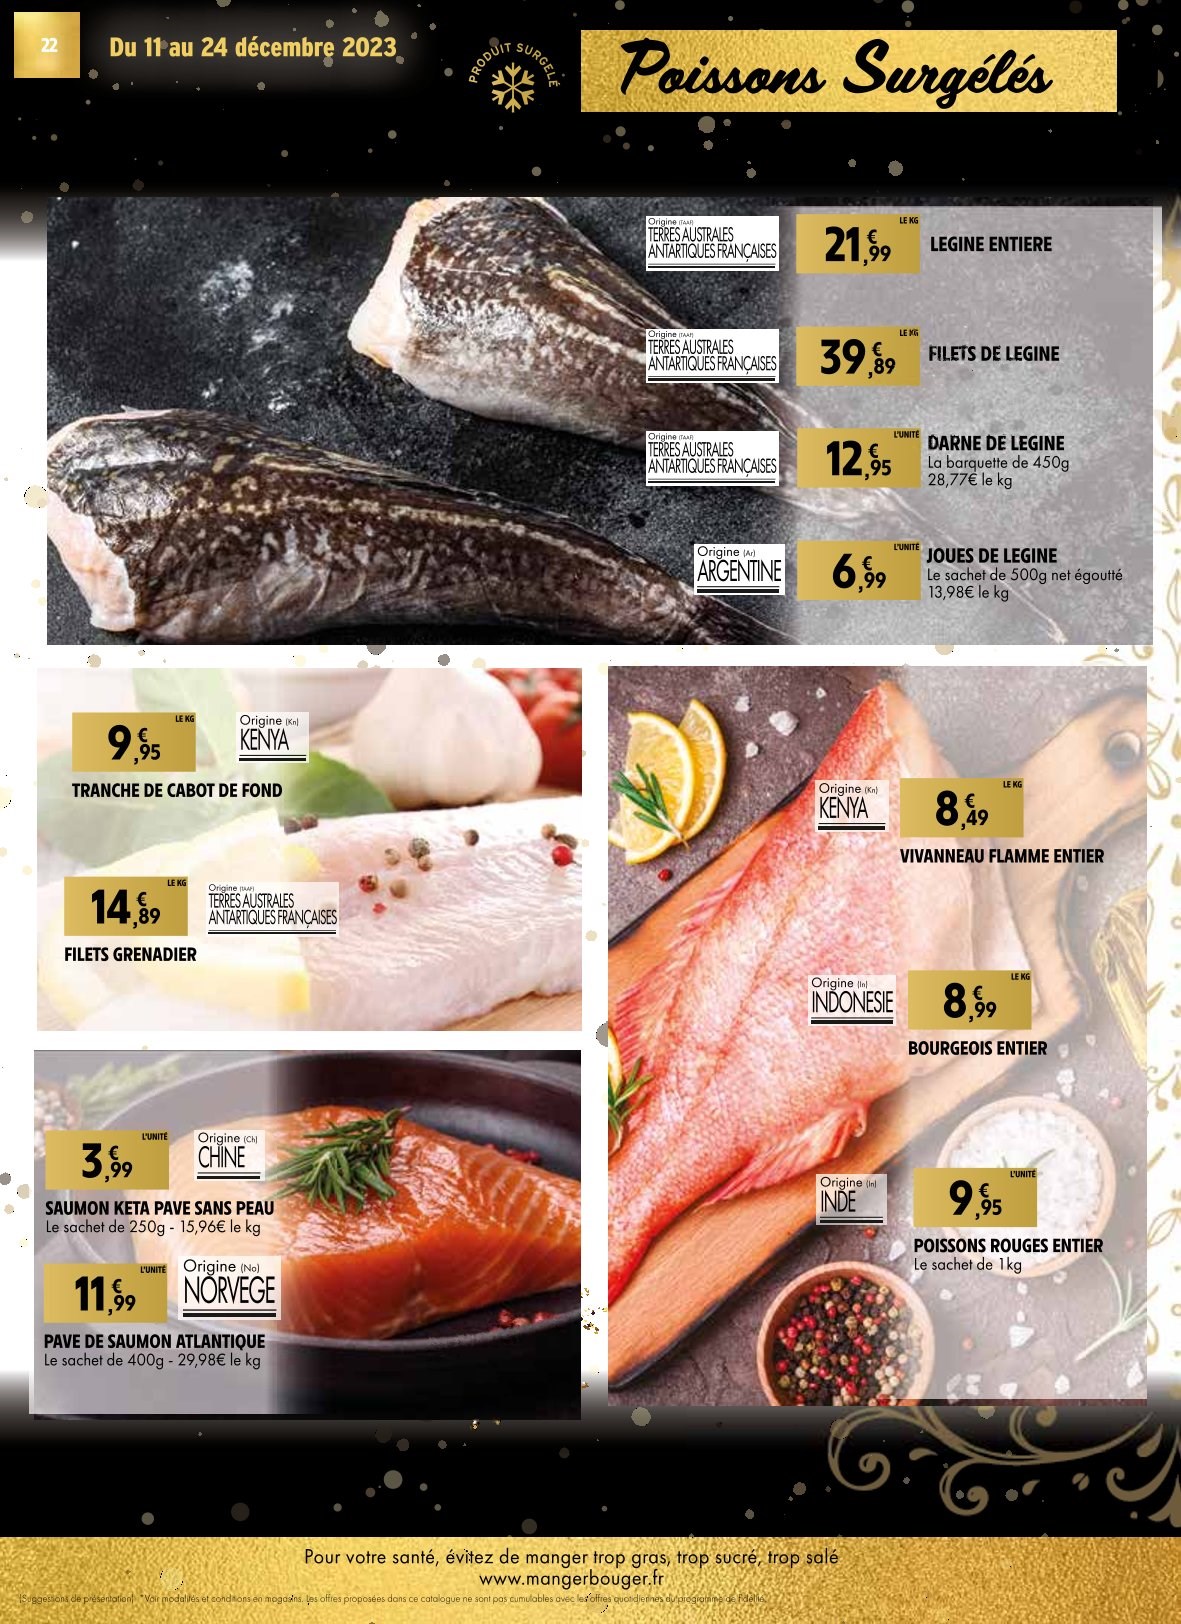 22
Du 11 au 24 décembre 2023
PRODUIT SURGELÉ
Poissons Surgélés
Origine (TAAF)
TERRES AUSTRALES
ANTARTIQUES FRANÇAISES
LE KG
21€,99
LEGINE ENTIERE
Origine (TAAF)
TERRES AUSTRALES
ANTARTIQUES FRANÇAISES
LE KG
39€,89
FILETS DE LEGINE
Origine (TAAF)
TERRES AUSTRALES
ANTARTIQUES FRANÇAISES
L'UNITÉ
12€,95
DARNE DE LEGINE
La barquette de 450g
28,77€ le kg
Origine (Ar)
ARGENTINE
L'UNITÉ
6€,99
JOUES DE LEGINE
Le sachet de 500g net égoutté
13,98€ le kg
LE KG
9€,95
Origine (Kn)
KENYA
TRANCHE DE CABOT DE FOND
LE KG
14€,89
Origine (TAAF)
TERRES AUSTRALES
ANTARTIQUES FRANÇAISES
FILETS GRENADIER
Origine (Kn)
KENYA
LE KG
8€,49
VIVANNEAU FLAMME ENTIER
Origine (In)
INDONESIE
LE KG
8€,99
BOURGEOIS ENTIER
Origine (In)
INDE
L'UNITÉ
9€,95
POISSONS ROUGES ENTIER
Le sachet de 1kg
L'UNITÉ
3€,99
Origine (Ch)
CHINE
SAUMON KETA PAVE SANS PEAU
Le sachet de 250g - 15,96€ le kg
L'UNITÉ
11€,99
Origine (No)
NORVEGE
PAVE DE SAUMON ATLANTIQUE
Le sachet de 400g - 29,98€ le kg
Pour votre santé, évitez de manger trop gras, trop sucré, trop salé
www.mangerbouger.fr
(Suggestions de présentation) *Voir modalités et conditions en magasins. Les offres proposées dans ce catalogue ne sont pas cumulables avec les offres quotidiennes du programme de fidélité.